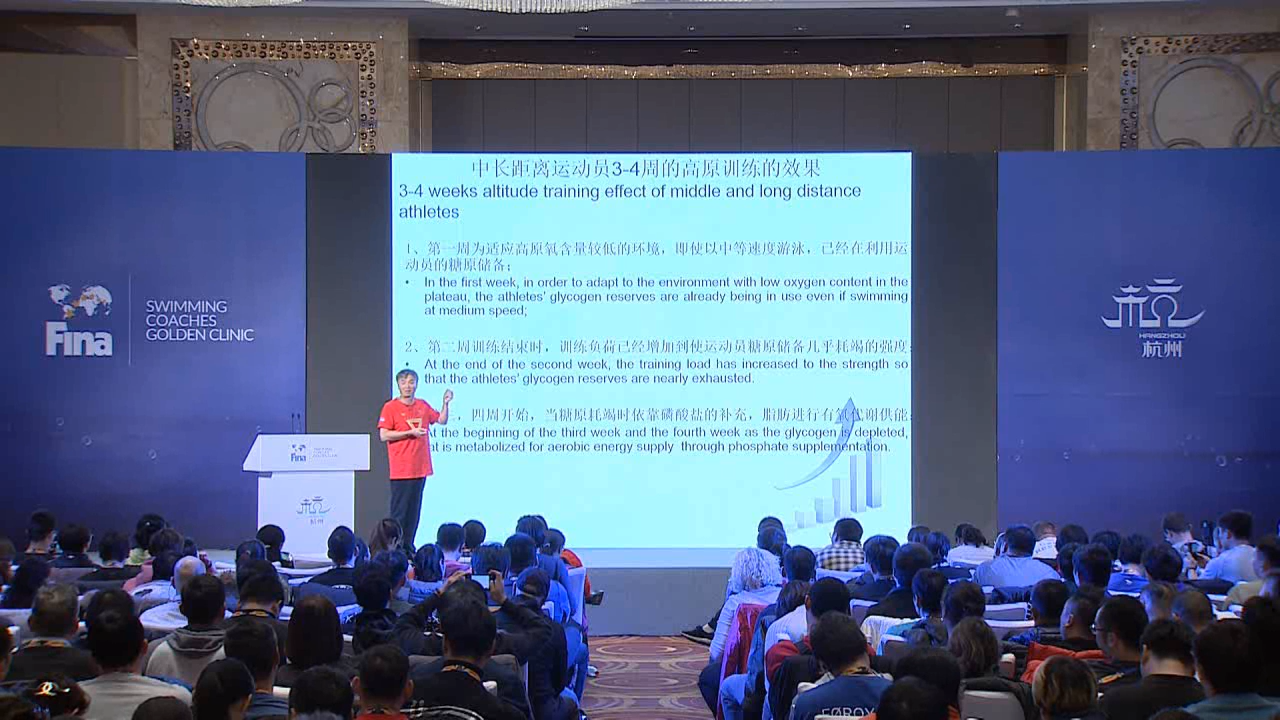 中长距离运动员3-4周的高原训练的效果
3-4 weeks altitude training effect of middle and long distance
athletes
1、第一周为适应高原氧含量较低的环境，即使以中等速度游泳，已经在利用运
动员的糖原储备；
• In the first week, in order to adapt to the environment with low oxygen content in the
plateau, the athletes' glycogen reserves are already being in use even if swimming
at medium speed;
2、第 训练结束时，训练负荷已经增加到使运动员糖原储备几乎耗竭的强度；
• At the end of the second week, the training load has increased to the strength so
that the athletes' glycogen reserves are nearly exhausted.
，四周开始，当糖原耗竭时依靠磷酸盐的补充，脂肪进行有氧代谢供能；
At the beginning of the third week and the fourth week as the glycogen is depleted,
at is metabolized for aerobic energy supply through phosphate supplementation.
Fina
SWIMMING
COACHES
GOLDEN CLINIC
HANGZHOU
杭州
Fina
杭州
FØROY